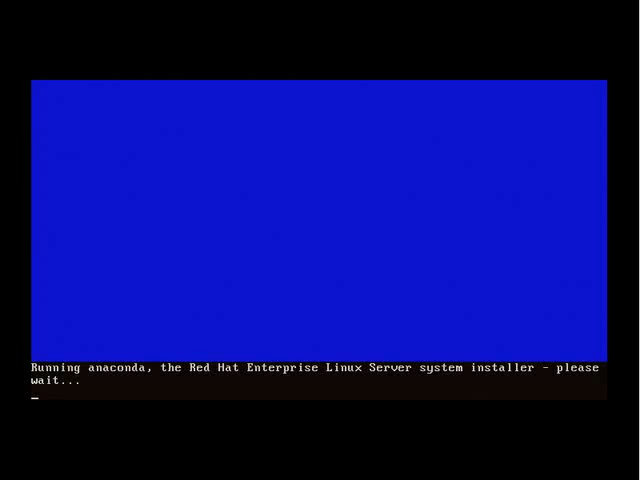 Running anaconda, the Red Hat Enterprise Linux Server system installer - please
wait...